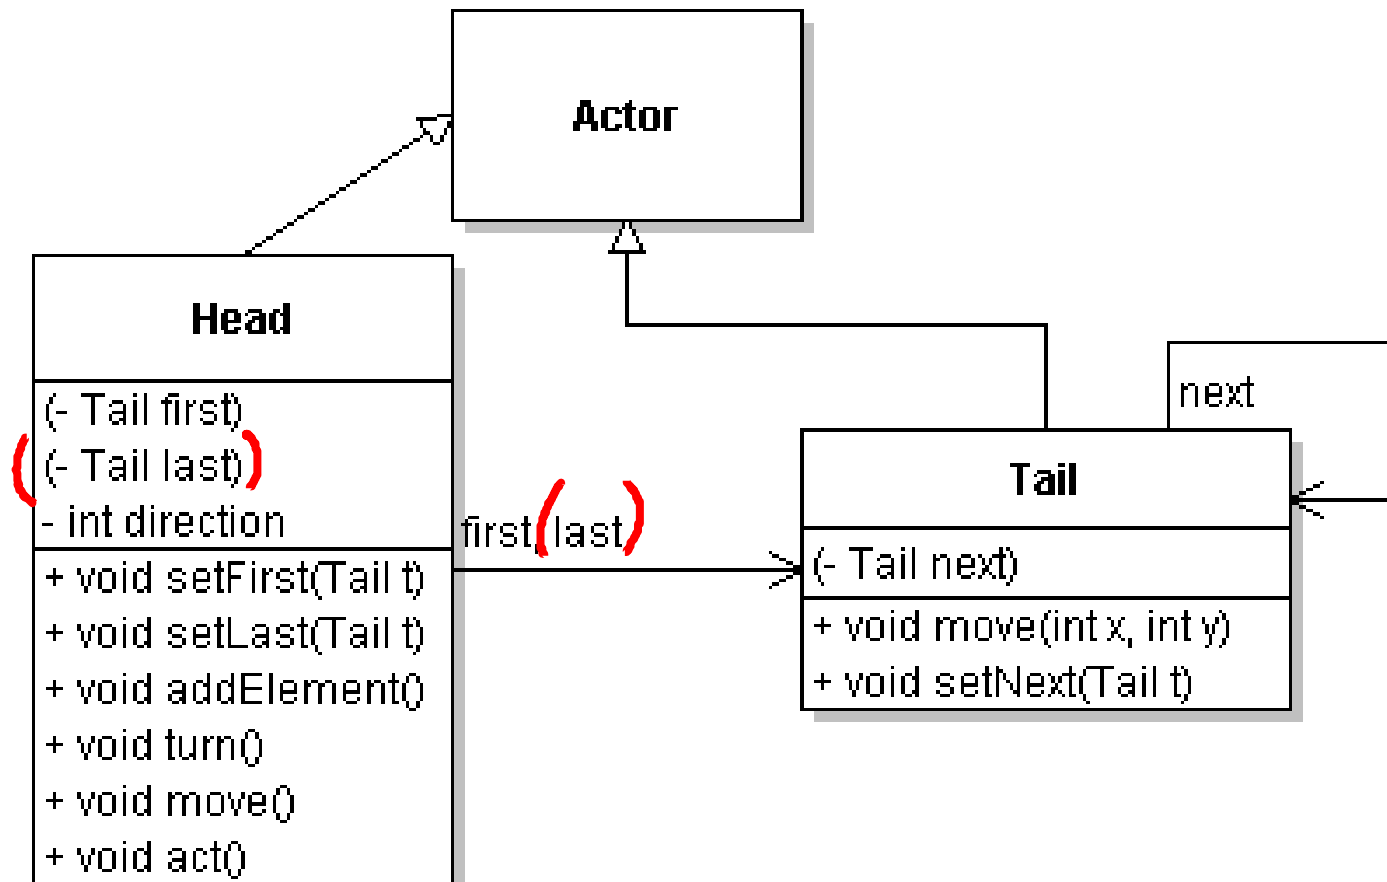 Actor
Head
(- Tail first)
(- Tail last)
- int direction
+ void setFirst(Tail t)
+ void setLast(Tail t)
+ void addElement()
+ void turn()
+ void move()
+ void act()
first, (last)
next
Tail
(- Tail next)
+ void move(int x, int y)
+ void setNext(Tail t)